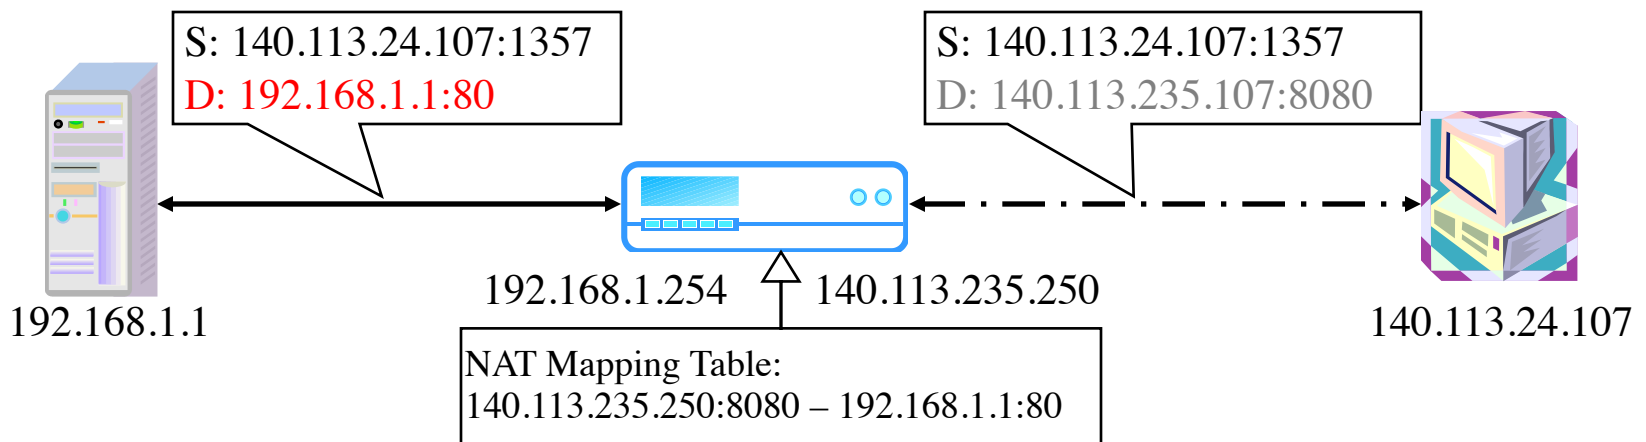 S: 140.113.24.107:1357
D: 192.168.1.1:80
S: 140.113.24.107:1357
D: 140.113.235.107:8080
192.168.1.254
140.113.235.250
192.168.1.1
140.113.24.107
NAT Mapping Table:
140.113.235.250:8080 – 192.168.1.1:80